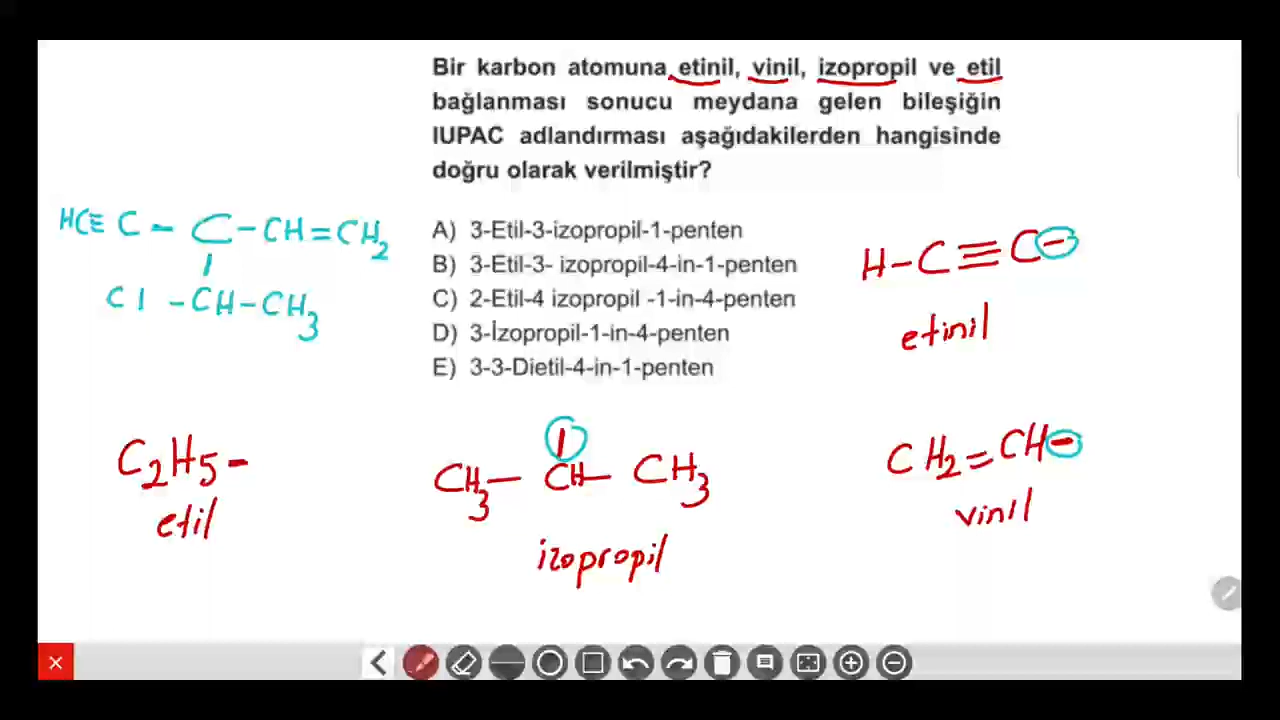 Bir karbon atomuna etinil, vinil, izopropil ve etil
bağlanması sonucu meydana gelen bileşiğin
IUPAC adlandırması aşağıdakilerden hangisinde
doğru olarak verilmiştir?
HC≡C-C-CH=CH2
CH-CH3
A) 3-Etil-3-izopropil-1-penten
B) 3-Etil-3- izopropil-4-in-1-penten
C) 2-Etil-4 izopropil -1-in-4-penten
D) 3-İzopropil-1-in-4-penten
E) 3-3-Dietil-4-in-1-penten
H-C≡C-
etinil
C2H5-
etil
CH3-CH-CH3
izopropil
CH2=CH-
vinil